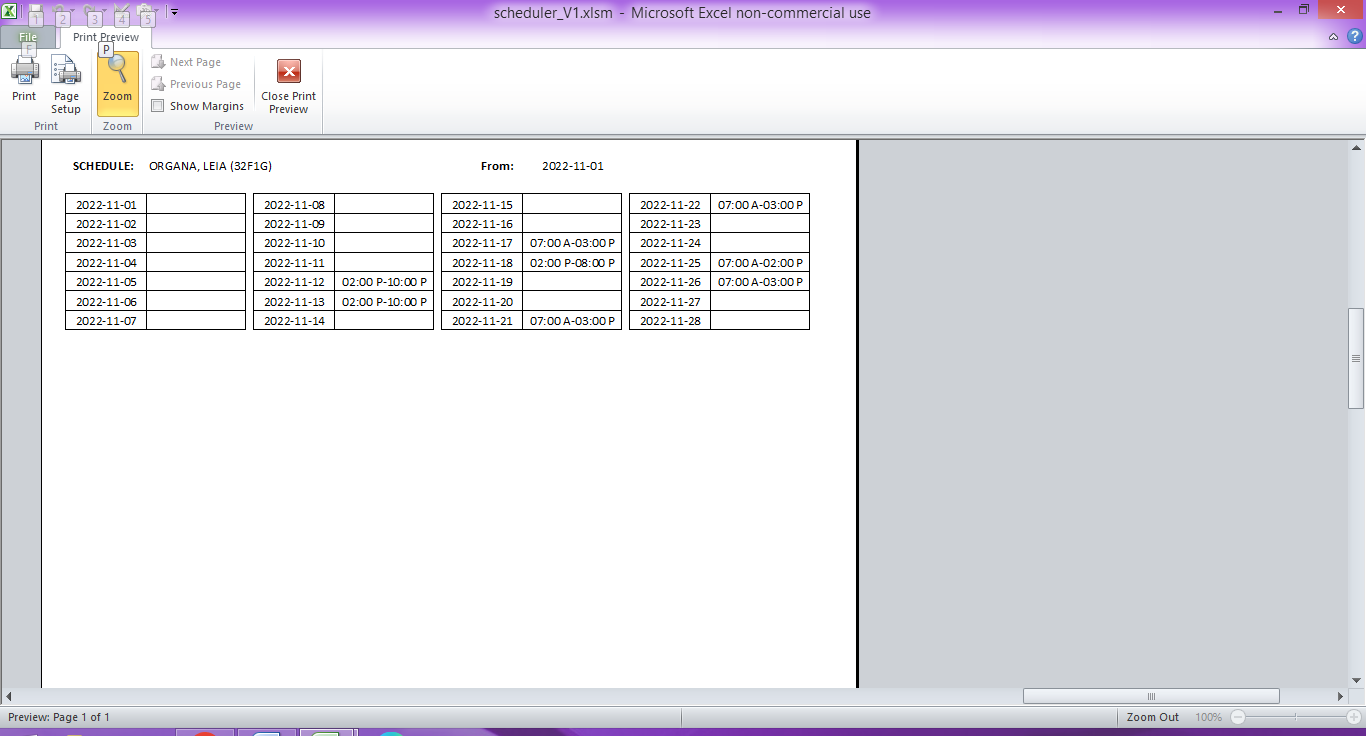 scheduler_V1.xlsm - Microsoft Excel non-commercial use
1 2 3 4 5
File Print Preview
F P
Print Page Setup Zoom Next Page Previous Page Show Margins Close Print Preview
Print Zoom Preview
SCHEDULE: ORGANA, LEIA (32F1G) From: 2022-11-01
2022-11-01 2022-11-08 2022-11-15 2022-11-22 07:00 A-03:00 P
2022-11-02 2022-11-09 2022-11-16 2022-11-23
2022-11-03 2022-11-10 2022-11-17 07:00 A-03:00 P 2022-11-24
2022-11-04 2022-11-11 2022-11-18 02:00 P-08:00 P 2022-11-25 07:00 A-02:00 P
2022-11-05 2022-11-12 02:00 P-10:00 P 2022-11-19 2022-11-26 07:00 A-03:00 P
2022-11-06 2022-11-13 02:00 P-10:00 P 2022-11-20 2022-11-27
2022-11-07 2022-11-14 2022-11-21 07:00 A-03:00 P 2022-11-28
Preview: Page 1 of 1 Zoom Out 100%